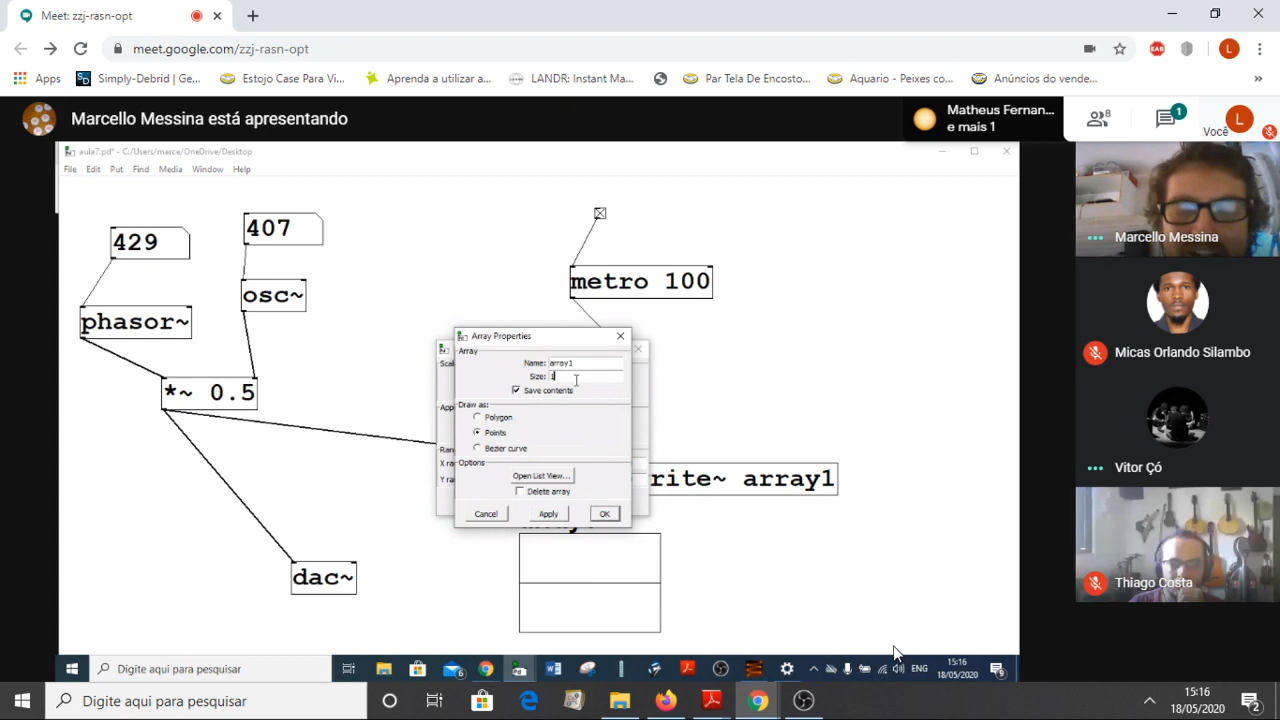 Meet: zzj-rasn-opt
meet.google.com/zzj-rasn-opt
Apps
Simply-Debrid | Ge...
Estojo Case Para Vi...
Aprenda a utilizar a...
LANDR: Instant Ma...
Par Tela De Encosto...
Aquario - Peixes co...
Anúncios do vende...
»
Marcello Messina está apresentando
Matheus Fernan...
e mais 1
8
1
L
Você
aula7.pd* - C:/Users/marce/OneDrive/Desktop
File Edit Put Find Media Window Help
429
407
osc~
phasor~
*~ 0.5
metro 100
Array Properties
Array
Name: array1
Size: 1
Save contents
Draw as:
Polygon
Points
Bezier curve
Options
Open List View...
Delete array
Cancel Apply OK
rite~ array1
dac~
Marcello Messina
Micas Orlando Silambo
Vitor Çó
Thiago Costa
Digite aqui para pesquisar
6
ENG
15:16
18/05/2020
9
Digite aqui para pesquisar
15:16
18/05/2020
2